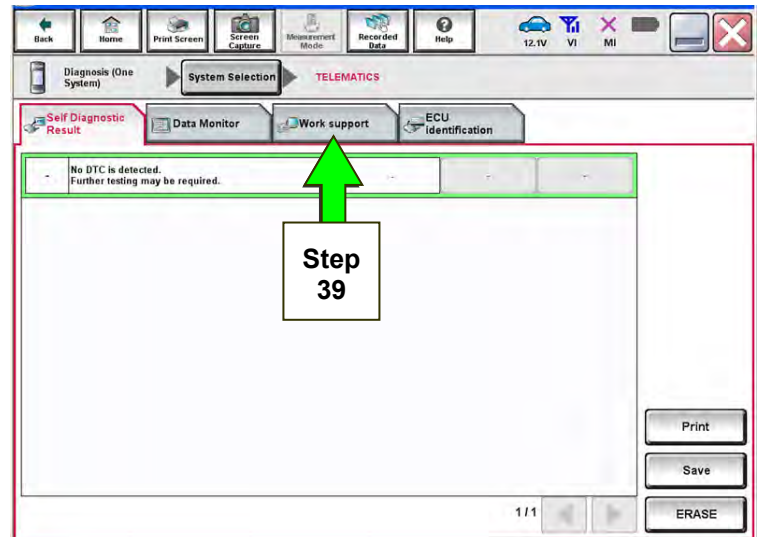 Back
Home
Print Screen
Screen
Capture
Measurement
Mode
Recorded
Data
Help
12.1V
VI
MI
Diagnosis (One
System)
System Selection
TELEMATICS
Self Diagnostic
Result
Data Monitor
Work support
ECU
identification
-
No DTC is detected.
Further testing may be required.
-
-
-
Step
39
Print
Save
1/1
ERASE